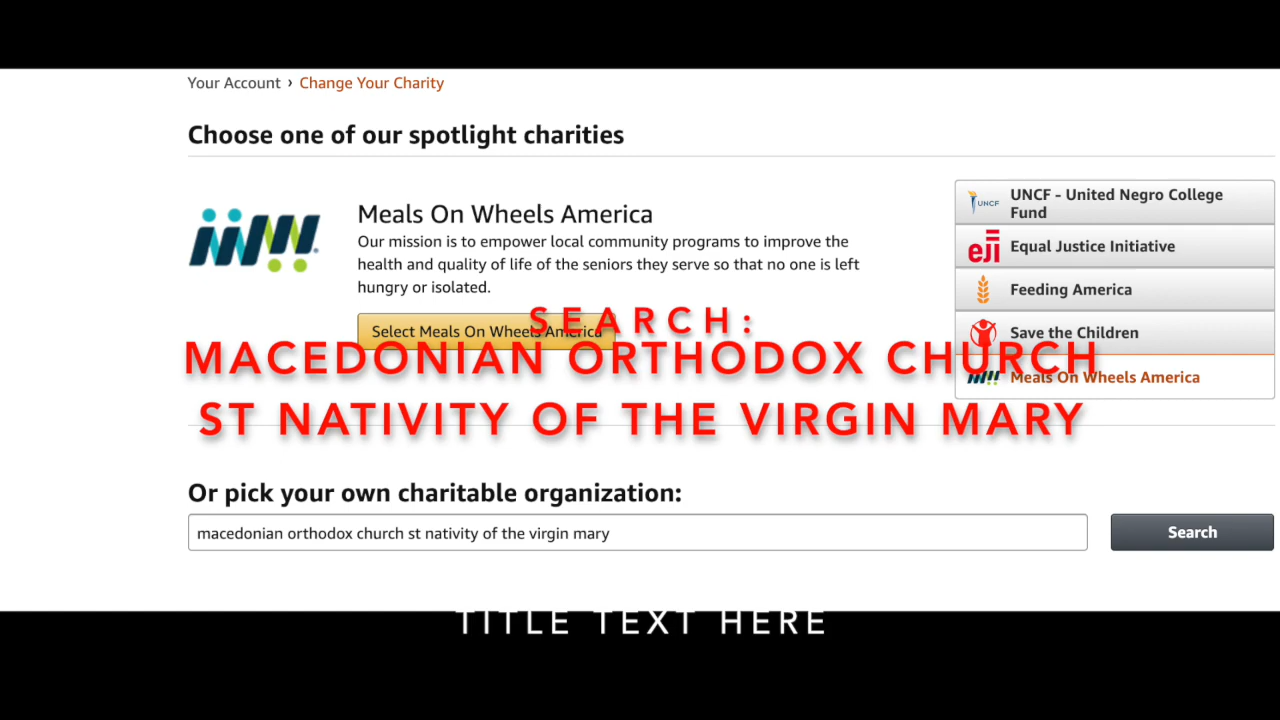 Your Account › Change Your Charity
Choose one of our spotlight charities
Meals On Wheels America
Our mission is to empower local community programs to improve the
health and quality of life of the seniors they serve so that no one is left
hungry or isolated.
Select Meals On Wheels America
UNCF
UNCF - United Negro College
Fund
eji
Equal Justice Initiative
Feeding America
Save the Children
Meals On Wheels America
SEARCH:
MACEDONIAN ORTHODOX CHURCH
ST NATIVITY OF THE VIRGIN MARY
Or pick your own charitable organization:
macedonian orthodox church st nativity of the virgin mary
Search
TITLE TEXT HERE